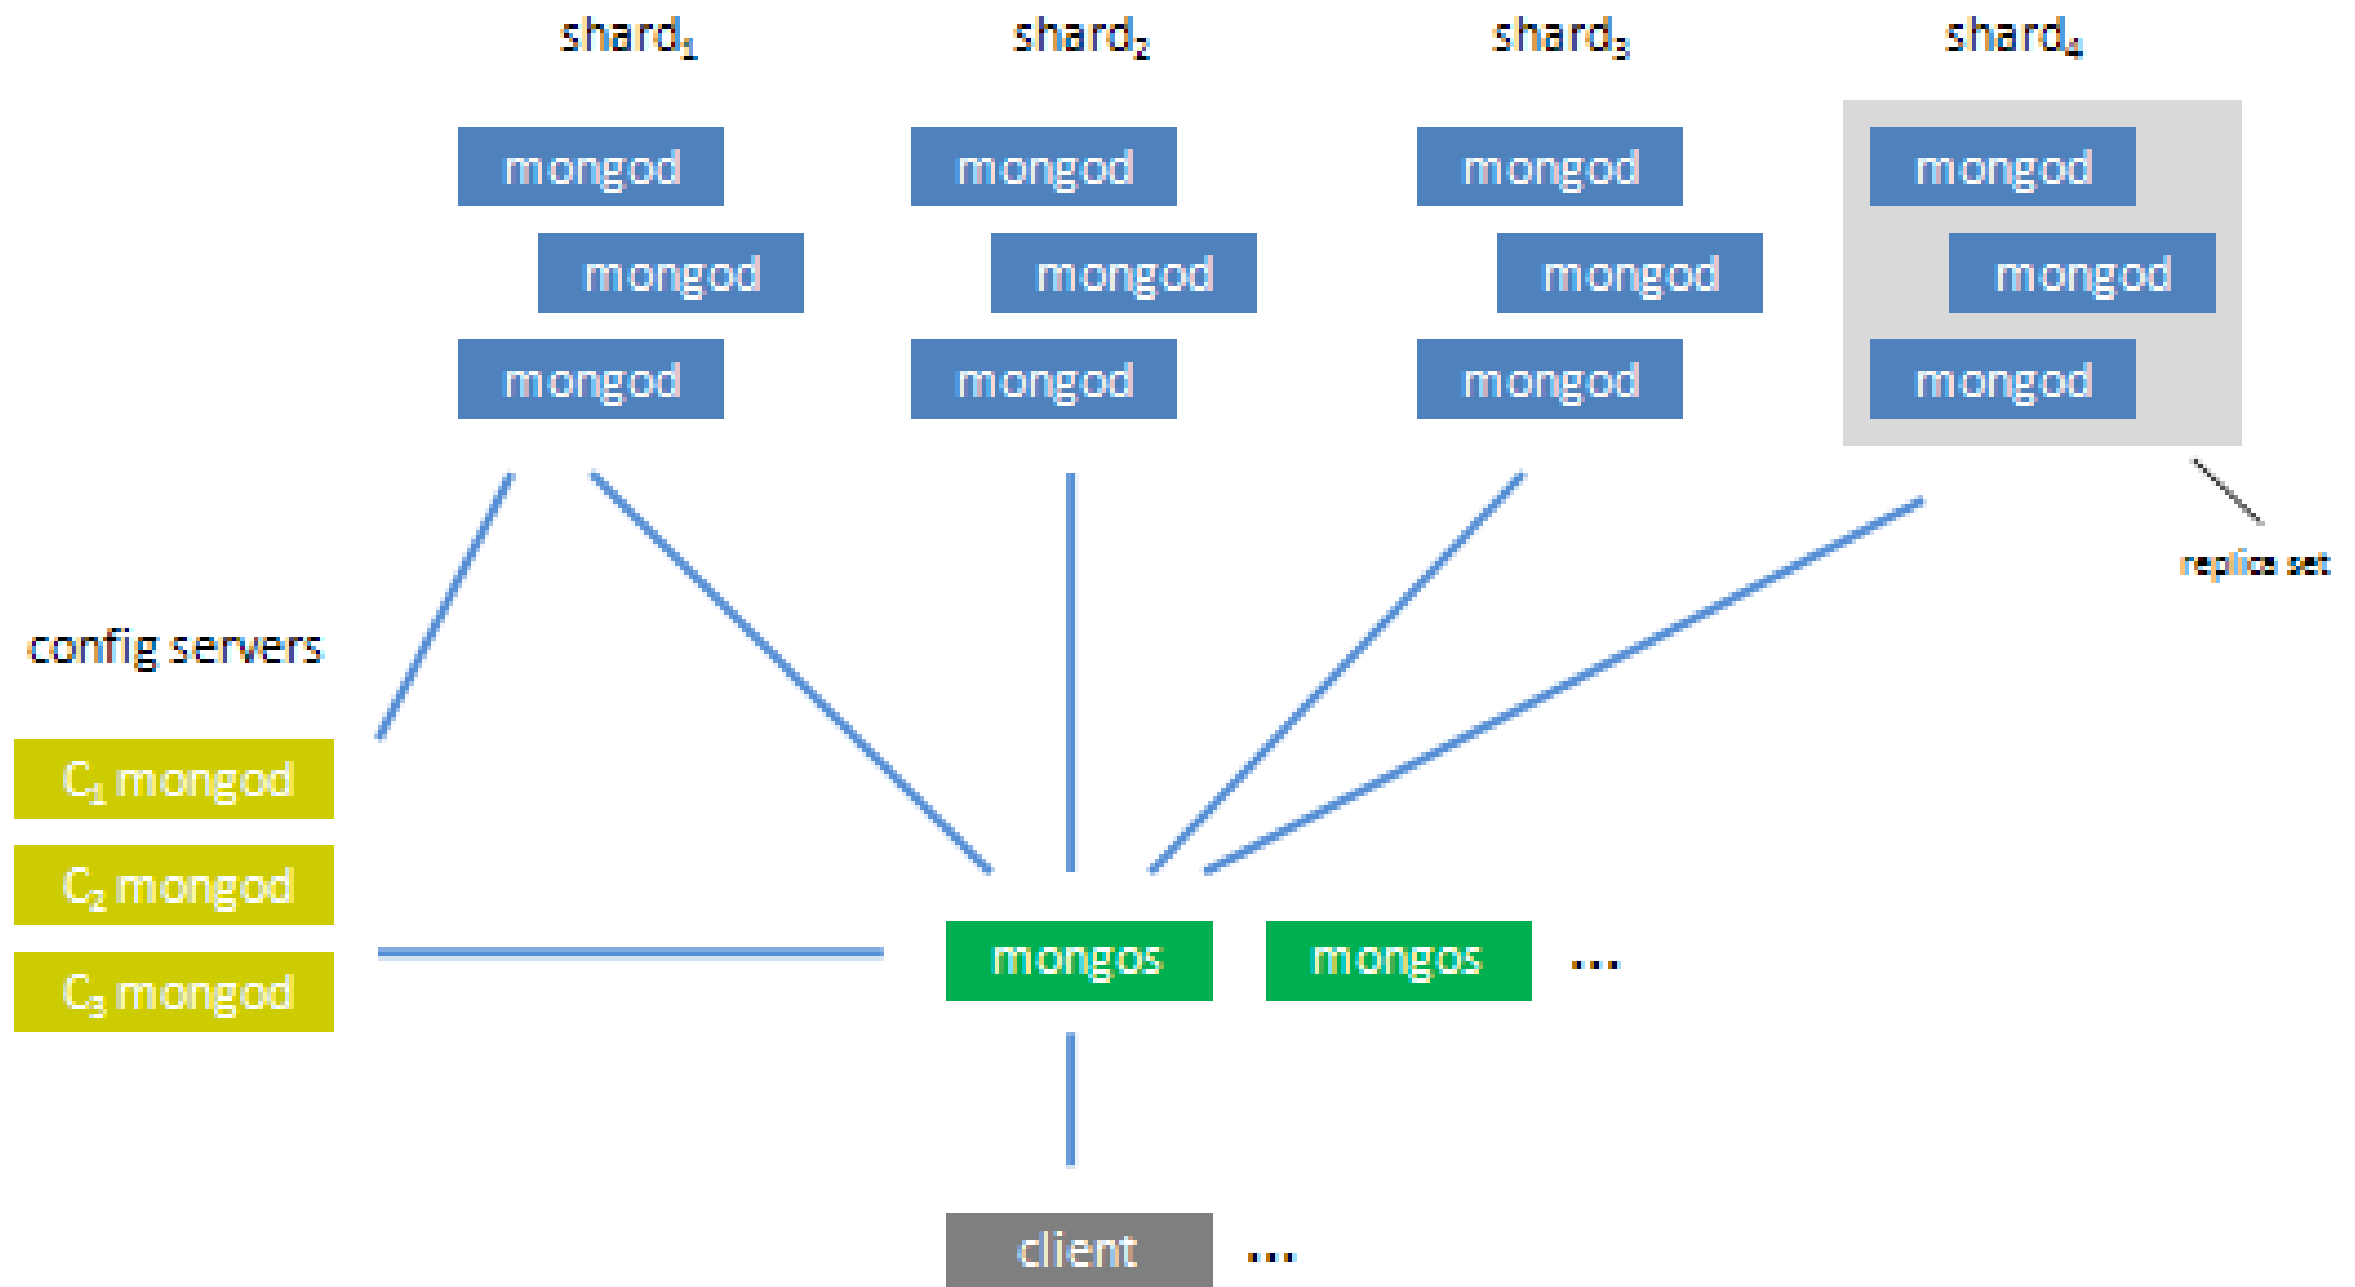 shard₁ shard₂ shard₃ shard₄
mongod mongod mongod mongod
mongod mongod mongod mongod
mongod mongod mongod mongod
replica set
config servers
C₁ mongod
C₂ mongod
mongos mongos ...
C₃ mongod
client ...